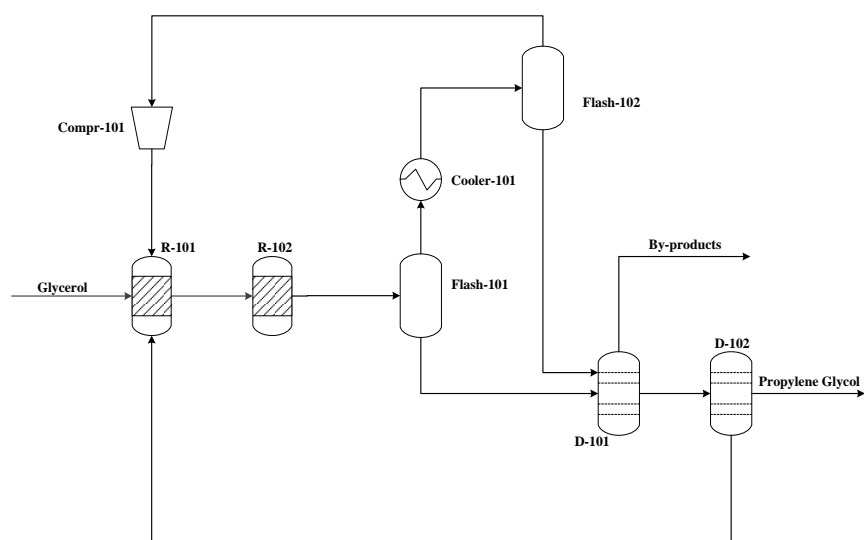 Flash-102
Compr-101
Cooler-101
R-101
R-102
By-products
Glycerol
Flash-101
D-102
Propylene Glycol
D-101